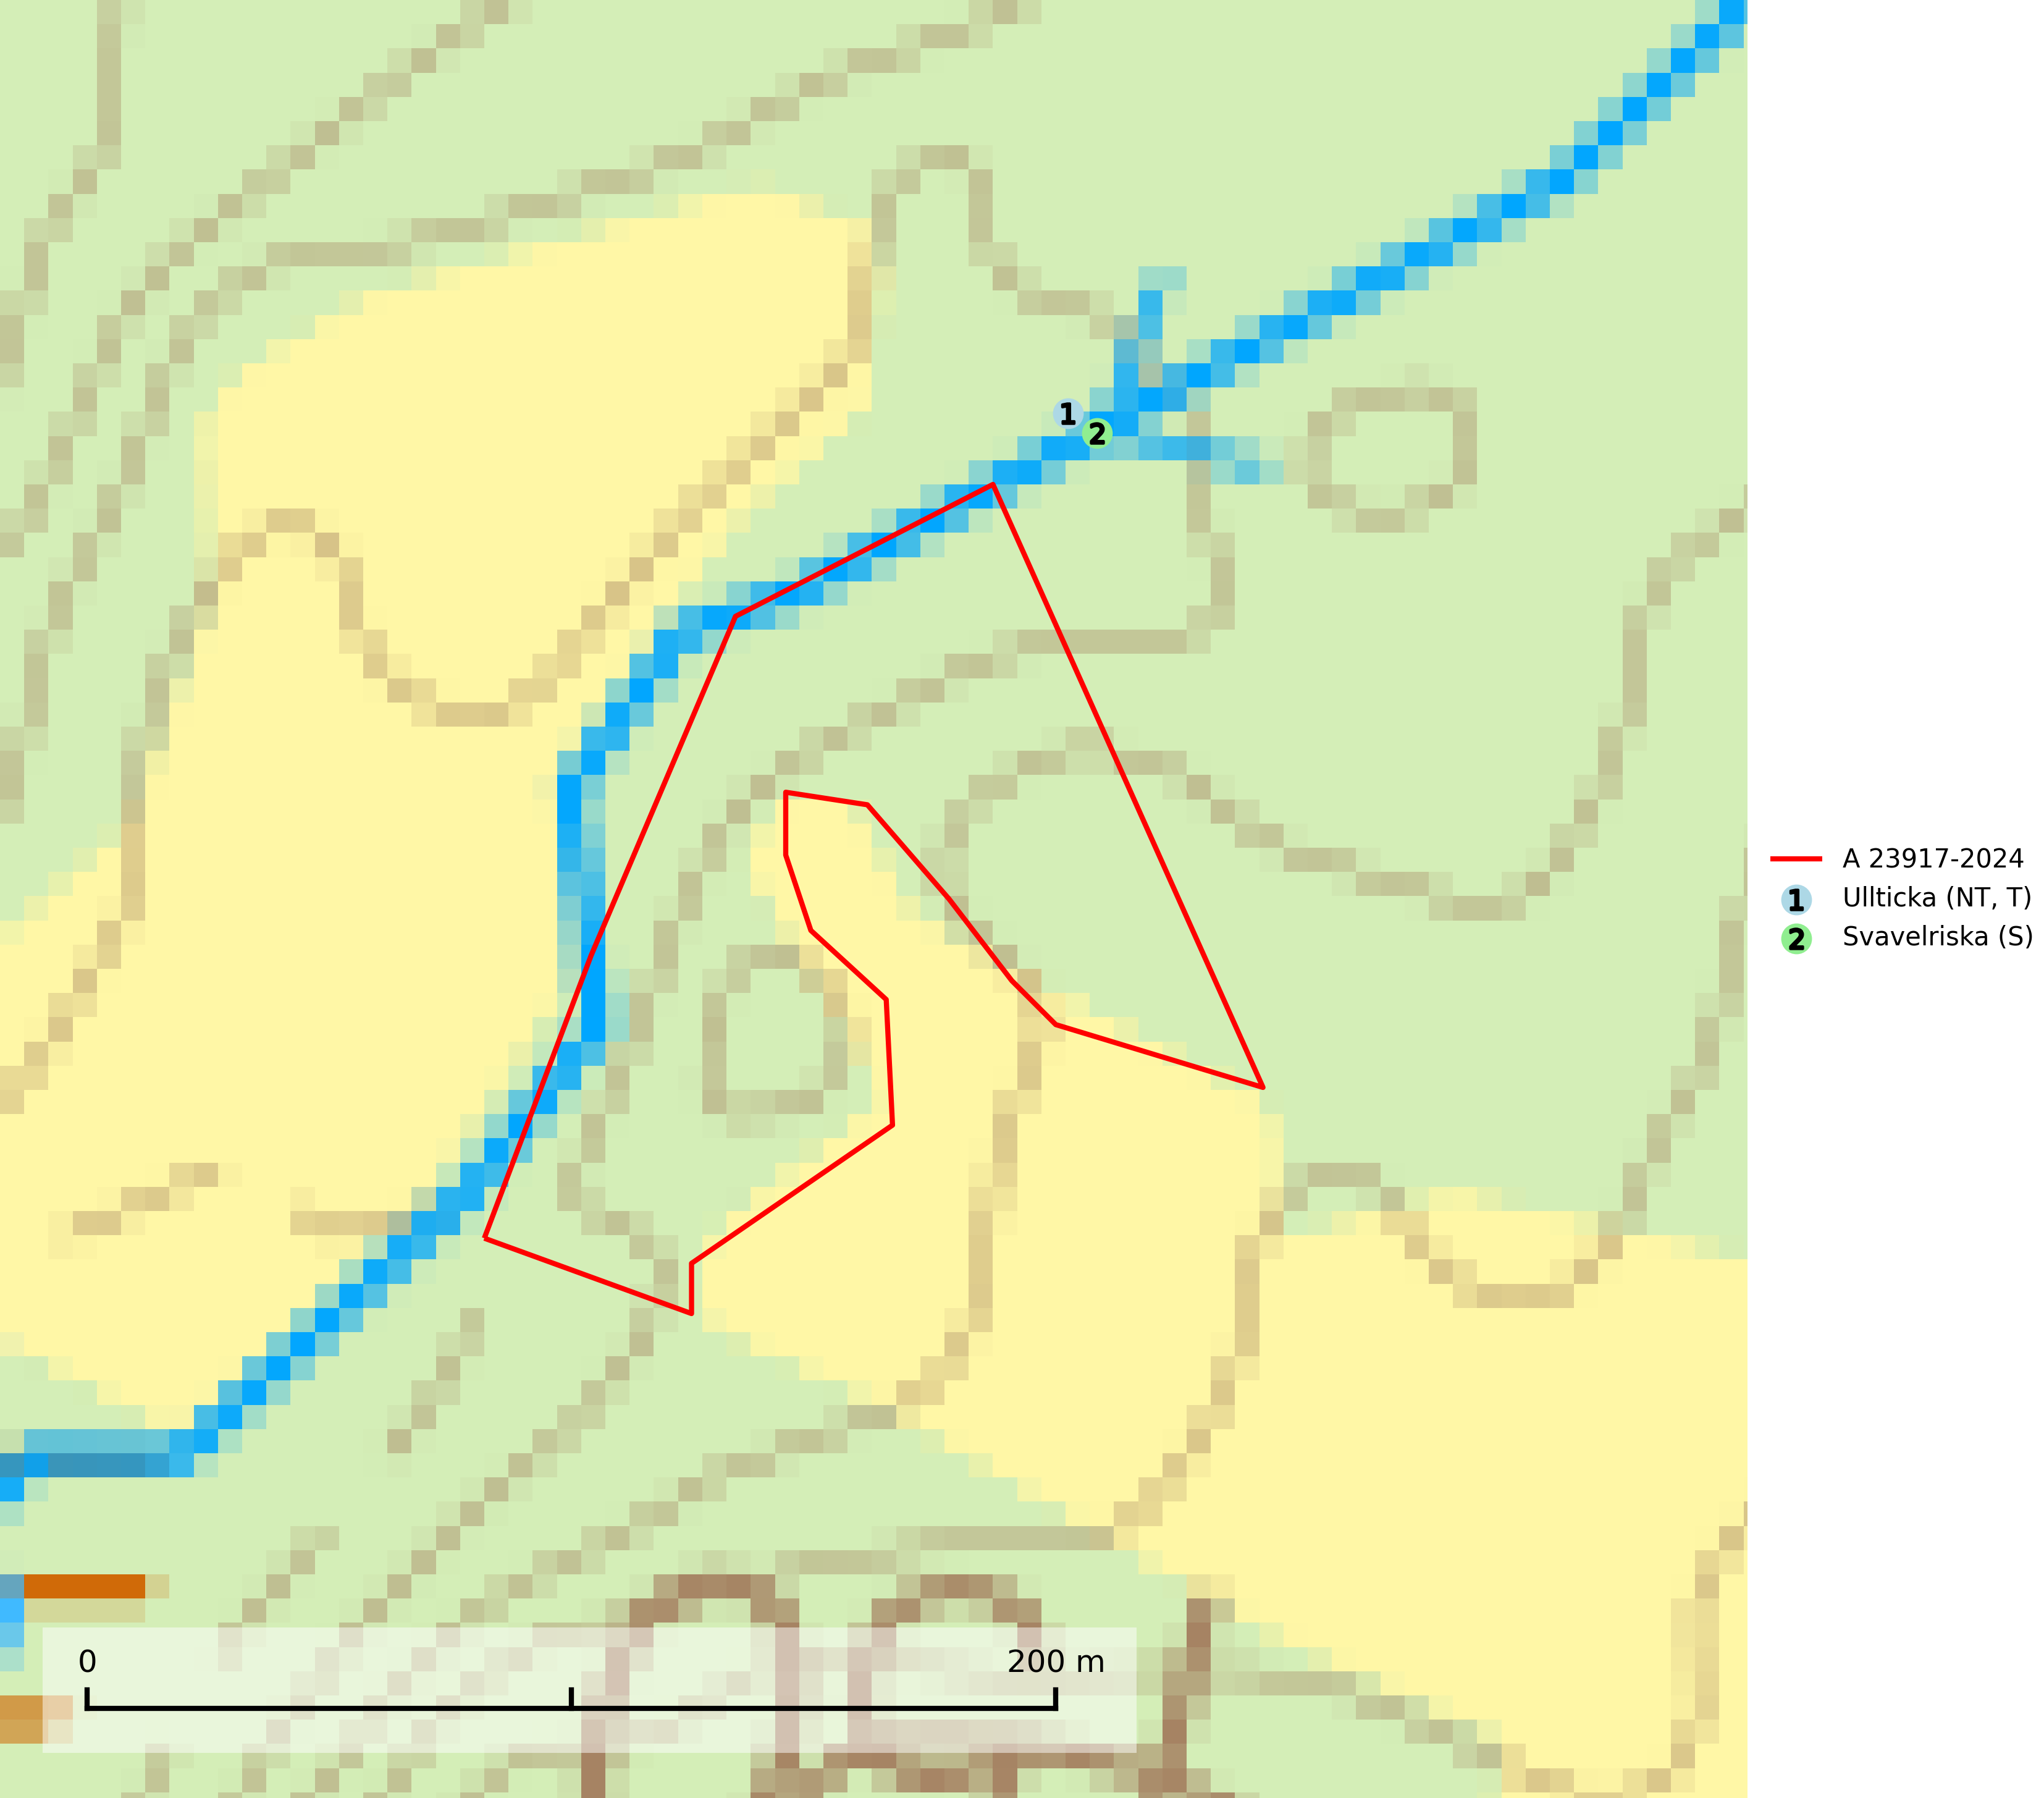 1
2
A 23917-2024
1 Ullticka (NT, T)
2 Svavelriska (S)
0 200 m